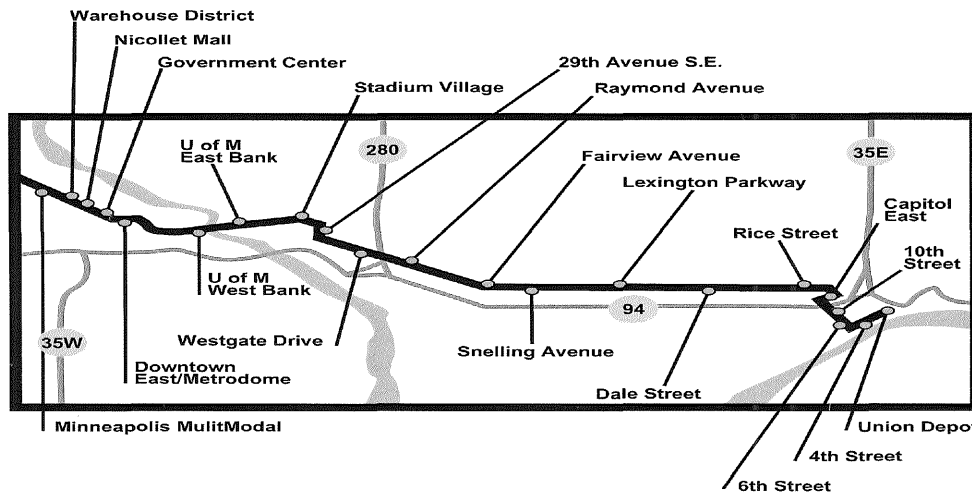 Warehouse District
Nicollet Mall
Government Center
Stadium Village
29th Avenue S.E.
Raymond Avenue
U of M
East Bank
280
Fairview Avenue
35E
Lexington Parkway
Capitol
East
Rice Street
10th
Street
U of M
West Bank
94
Westgate Drive
35W
Snelling Avenue
Downtown
East/Metrodome
Dale Street
Minneapolis MulitModal
Union Depot
4th Street
6th Street